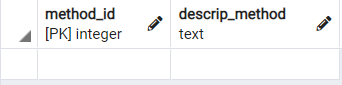 method_id descrip_method
[PK] integer text